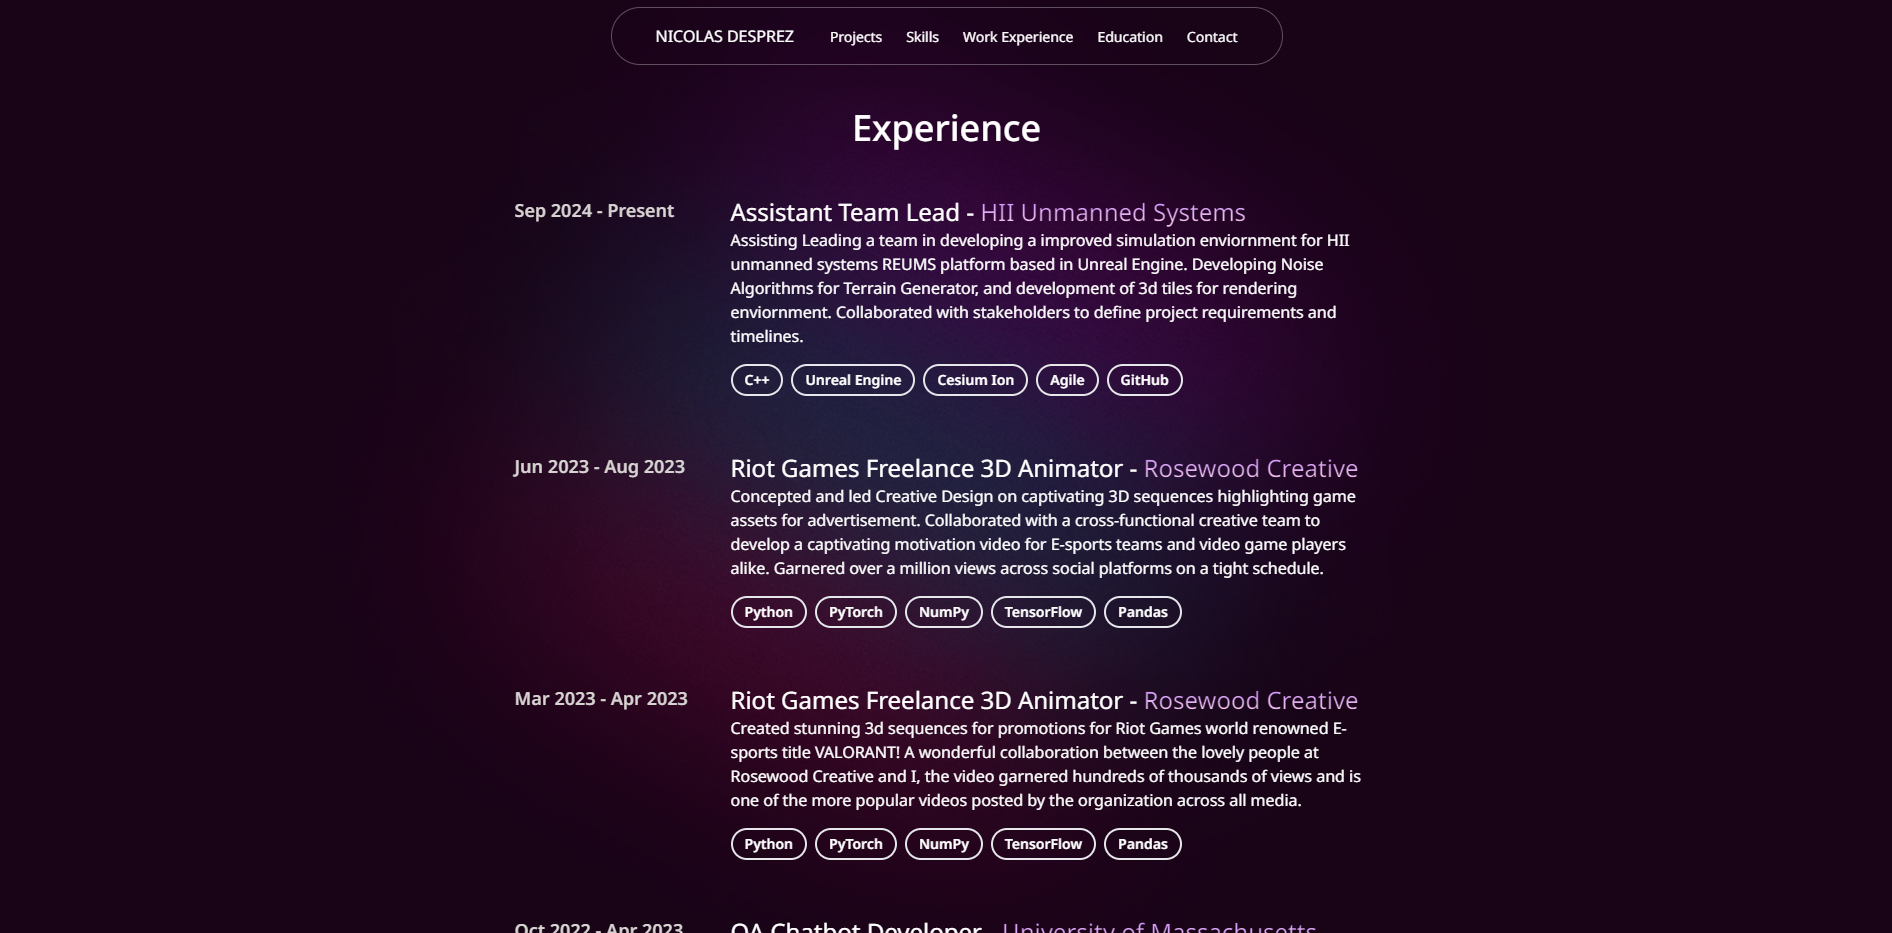 NICOLAS DESPREZ Projects Skills Work Experience Education Contact
Experience
Sep 2024 - Present
Assistant Team Lead - HII Unmanned Systems
Assisting Leading a team in developing a improved simulation enviornment for HII
unmanned systems REUMS platform based in Unreal Engine. Developing Noise
Algorithms for Terrain Generator, and development of 3d tiles for rendering
enviornment. Collaborated with stakeholders to define project requirements and
timelines.
C++ Unreal Engine Cesium Ion Agile GitHub
Jun 2023 - Aug 2023
Riot Games Freelance 3D Animator - Rosewood Creative
Concepted and led Creative Design on captivating 3D sequences highlighting game
assets for advertisement. Collaborated with a cross-functional creative team to
develop a captivating motivation video for E-sports teams and video game players
alike. Garnered over a million views across social platforms on a tight schedule.
Python PyTorch NumPy TensorFlow Pandas
Mar 2023 - Apr 2023
Riot Games Freelance 3D Animator - Rosewood Creative
Created stunning 3d sequences for promotions for Riot Games world renowned E-
sports title VALORANT! A wonderful collaboration between the lovely people at
Rosewood Creative and I, the video garnered hundreds of thousands of views and is
one of the more popular videos posted by the organization across all media.
Python PyTorch NumPy TensorFlow Pandas
Oct 2022 - Apr 2023
QA Chatbot Developer - University of Massachusetts